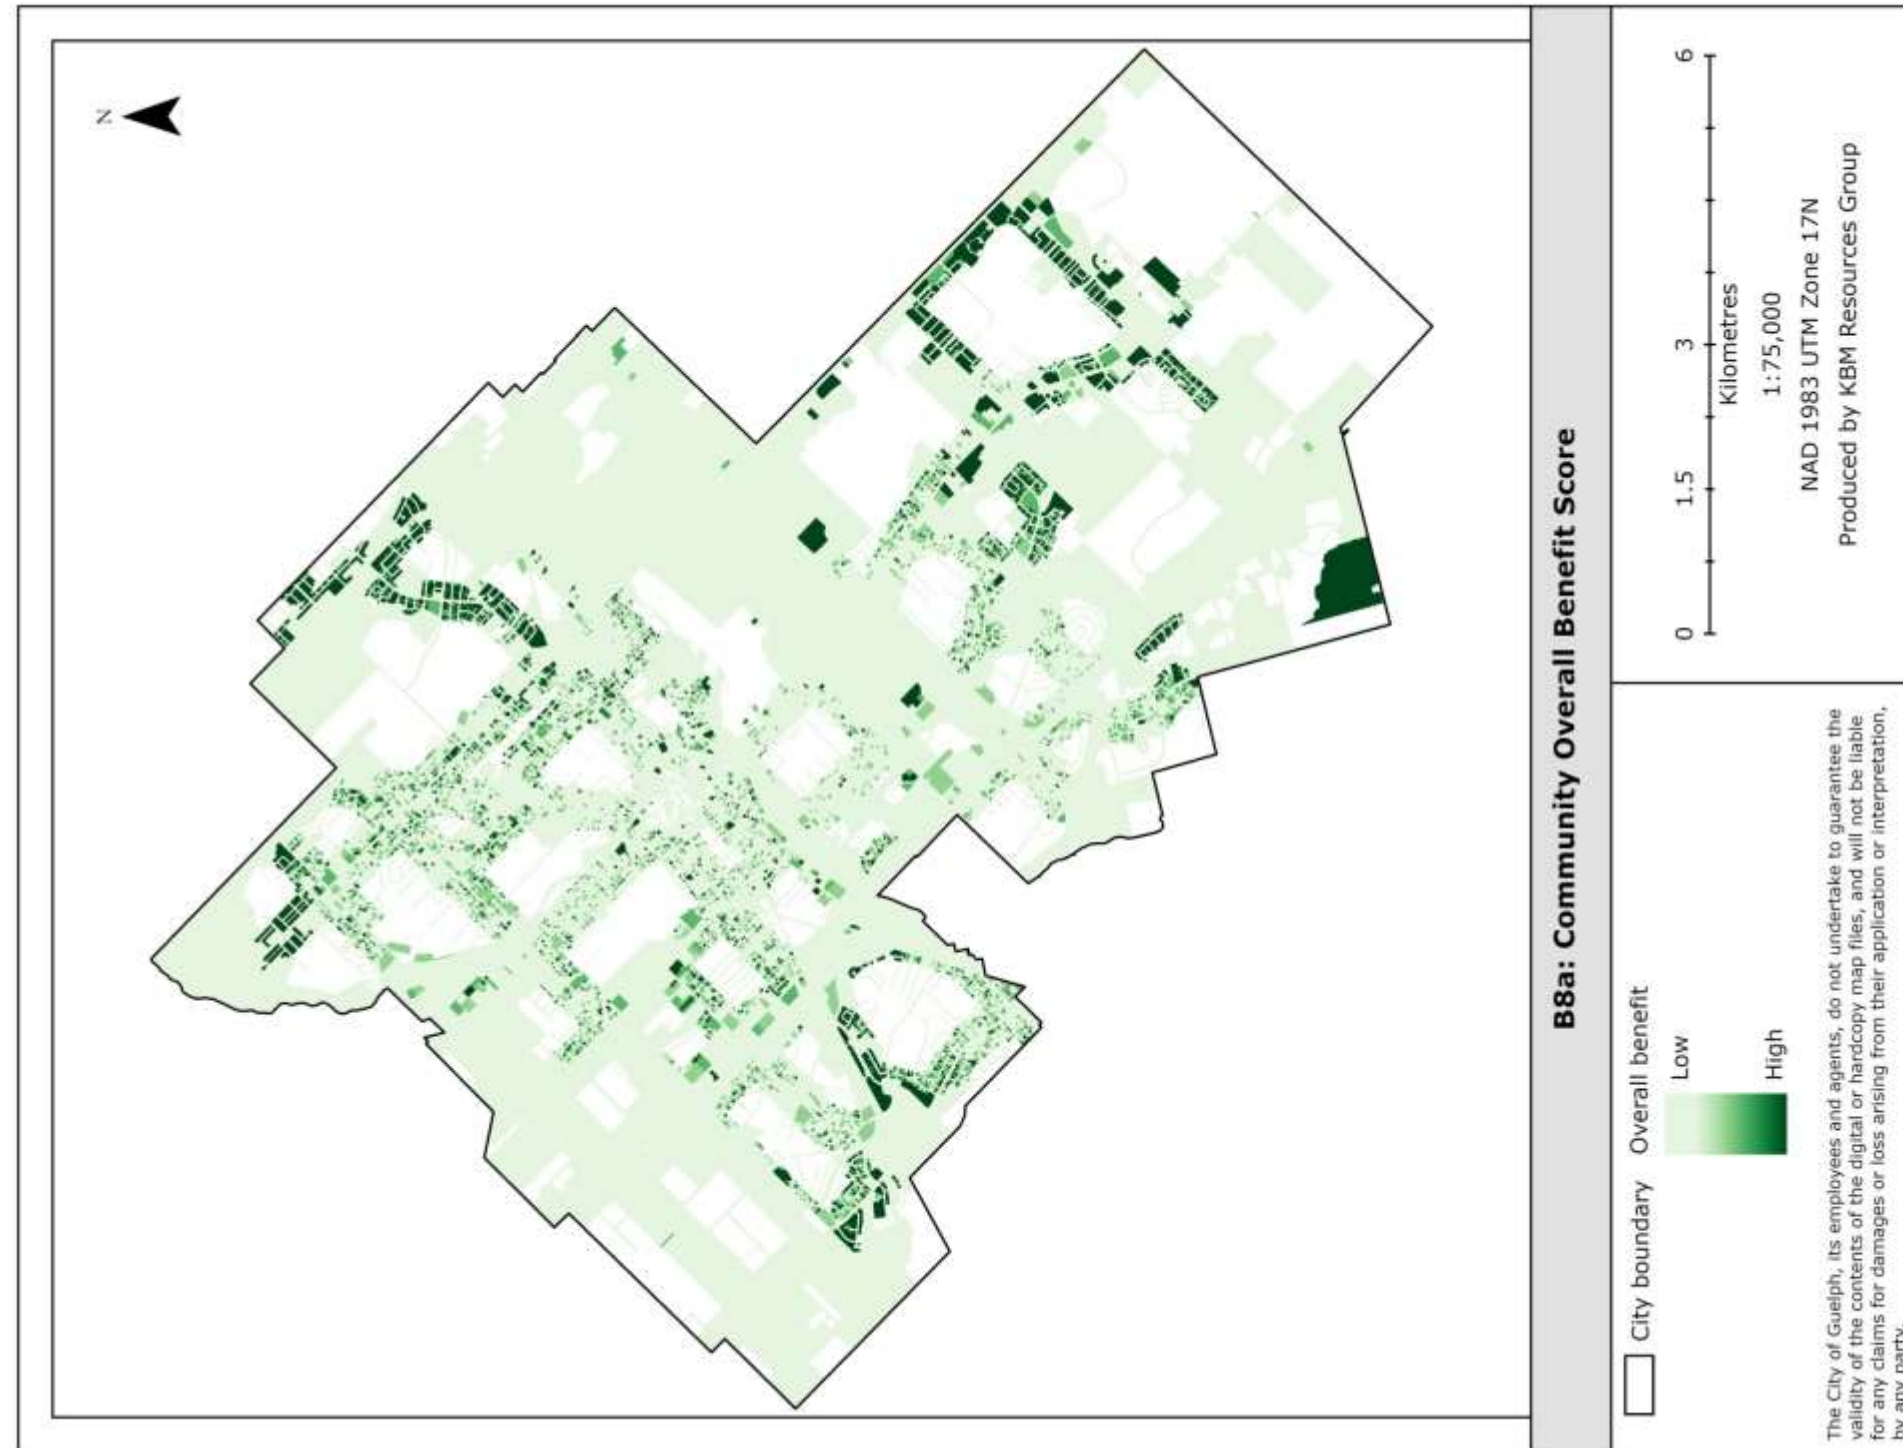 N
B8a: Community Overall Benefit Score
City boundary
Overall benefit
Low
High
The City of Guelph, its employees and agents, do not undertake to guarantee the
validity of the contents of the digital or hardcopy map files, and will not be liable
for any claims for damages or loss arising from their application or interpretation,
by any party.
0 1.5 3 6
Kilometres
1:75,000
NAD 1983 UTM Zone 17N
Produced by KBM Resources Group